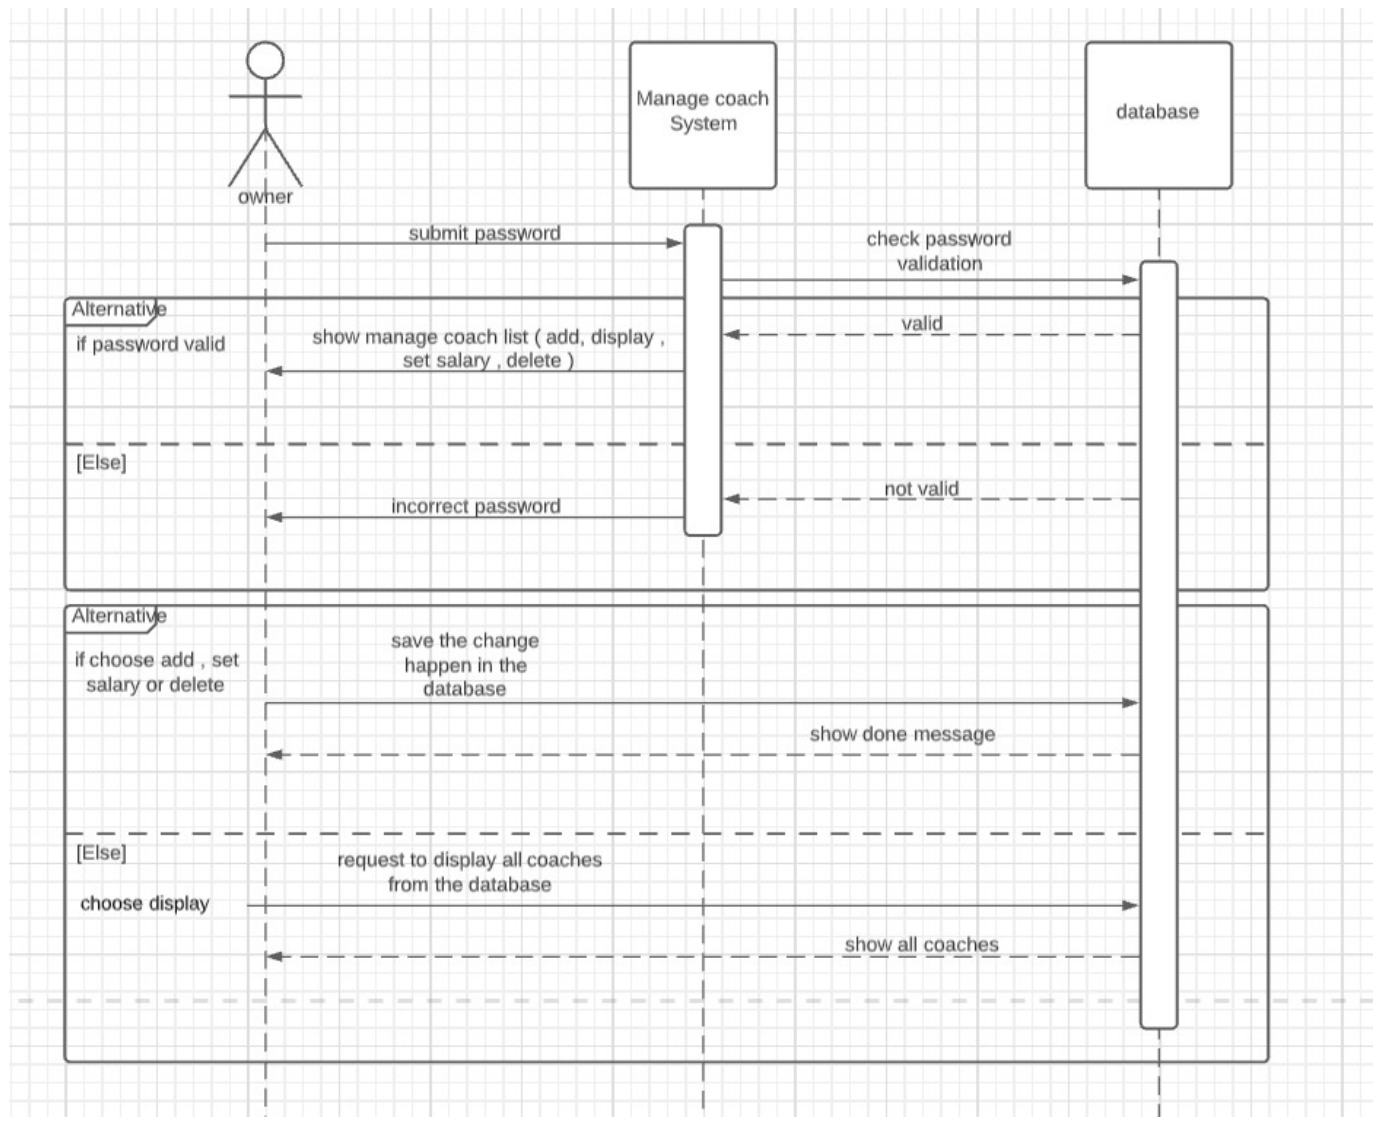 Manage coach
System
database
owner
submit password
check password
validation
Alternative
valid
if password valid
show manage coach list ( add, display ,
set salary , delete )
[Else]
not valid
incorrect password
Alternative
save the change
happen in the
database
if choose add , set
salary or delete
show done message
[Else]
request to display all coaches
from the database
choose display
show all coaches